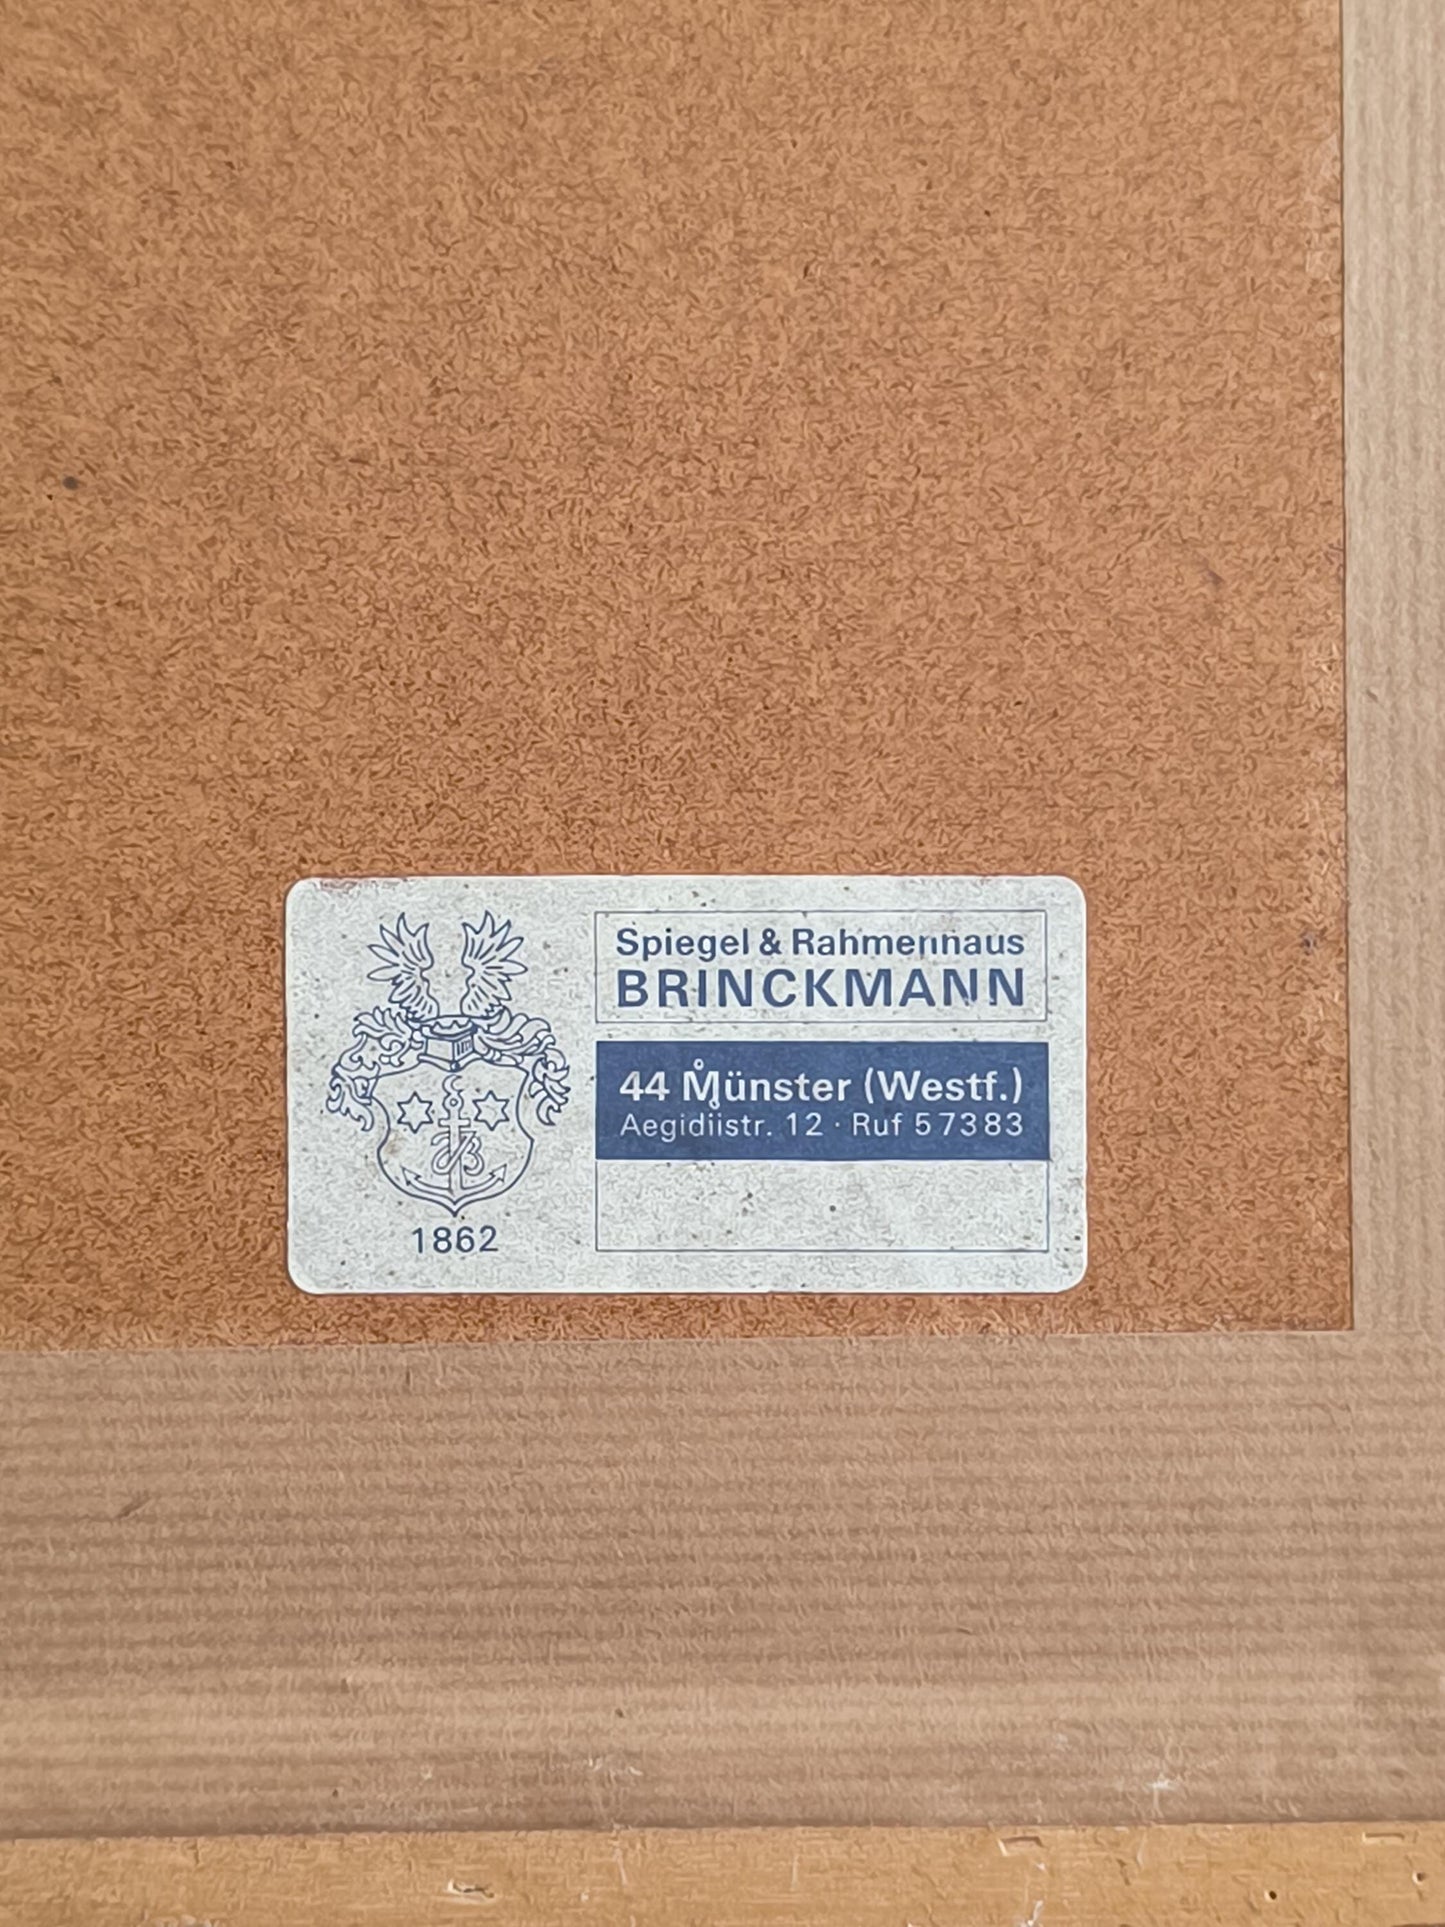 Spiegel & Rahmenhaus
BRINCKMANN
44 Münster (Westf.)
Aegidiistr. 12 · Ruf 57383
1862